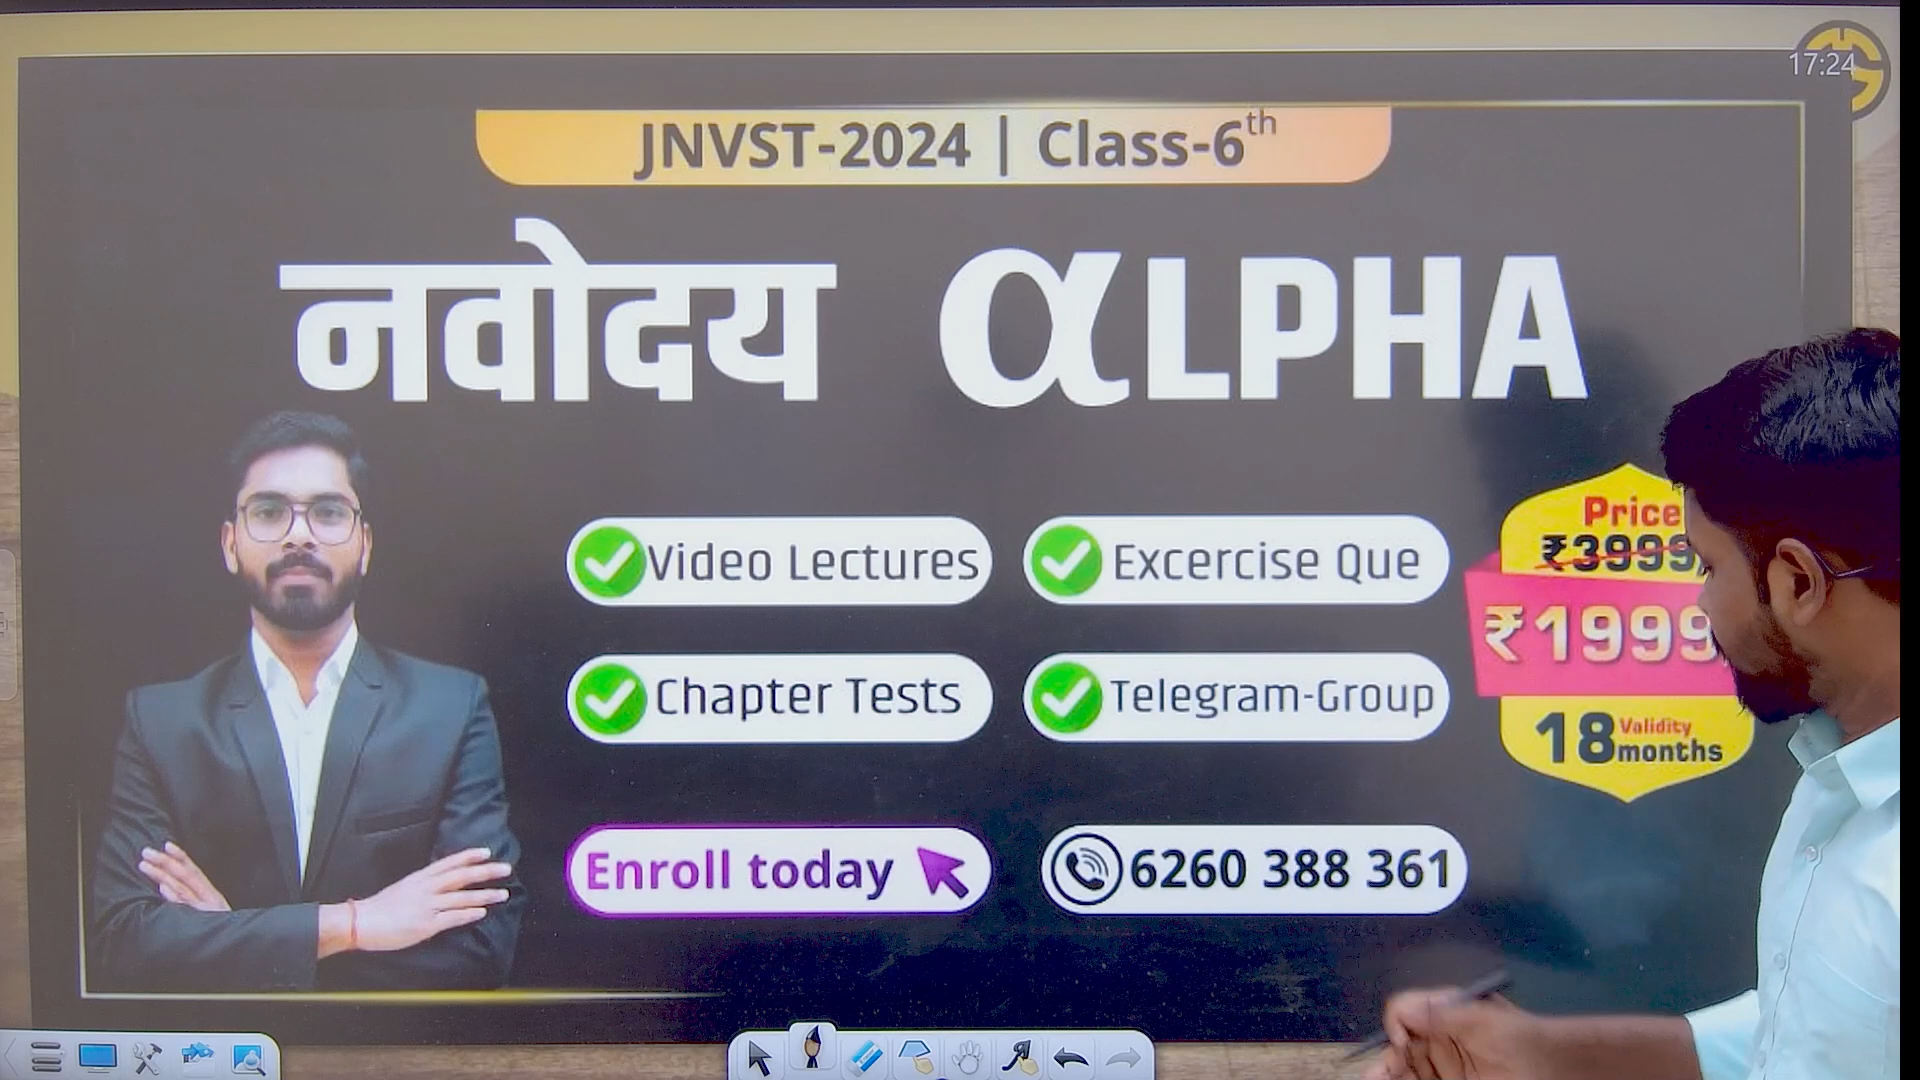 17:24
JNVST-2024 | Class-6th
नवोदय αLPHA
Video Lectures
Excercise Que
Chapter Tests
Telegram-Group
Price
₹3999
₹1999
18 Validity months
Enroll today
6260 388 361